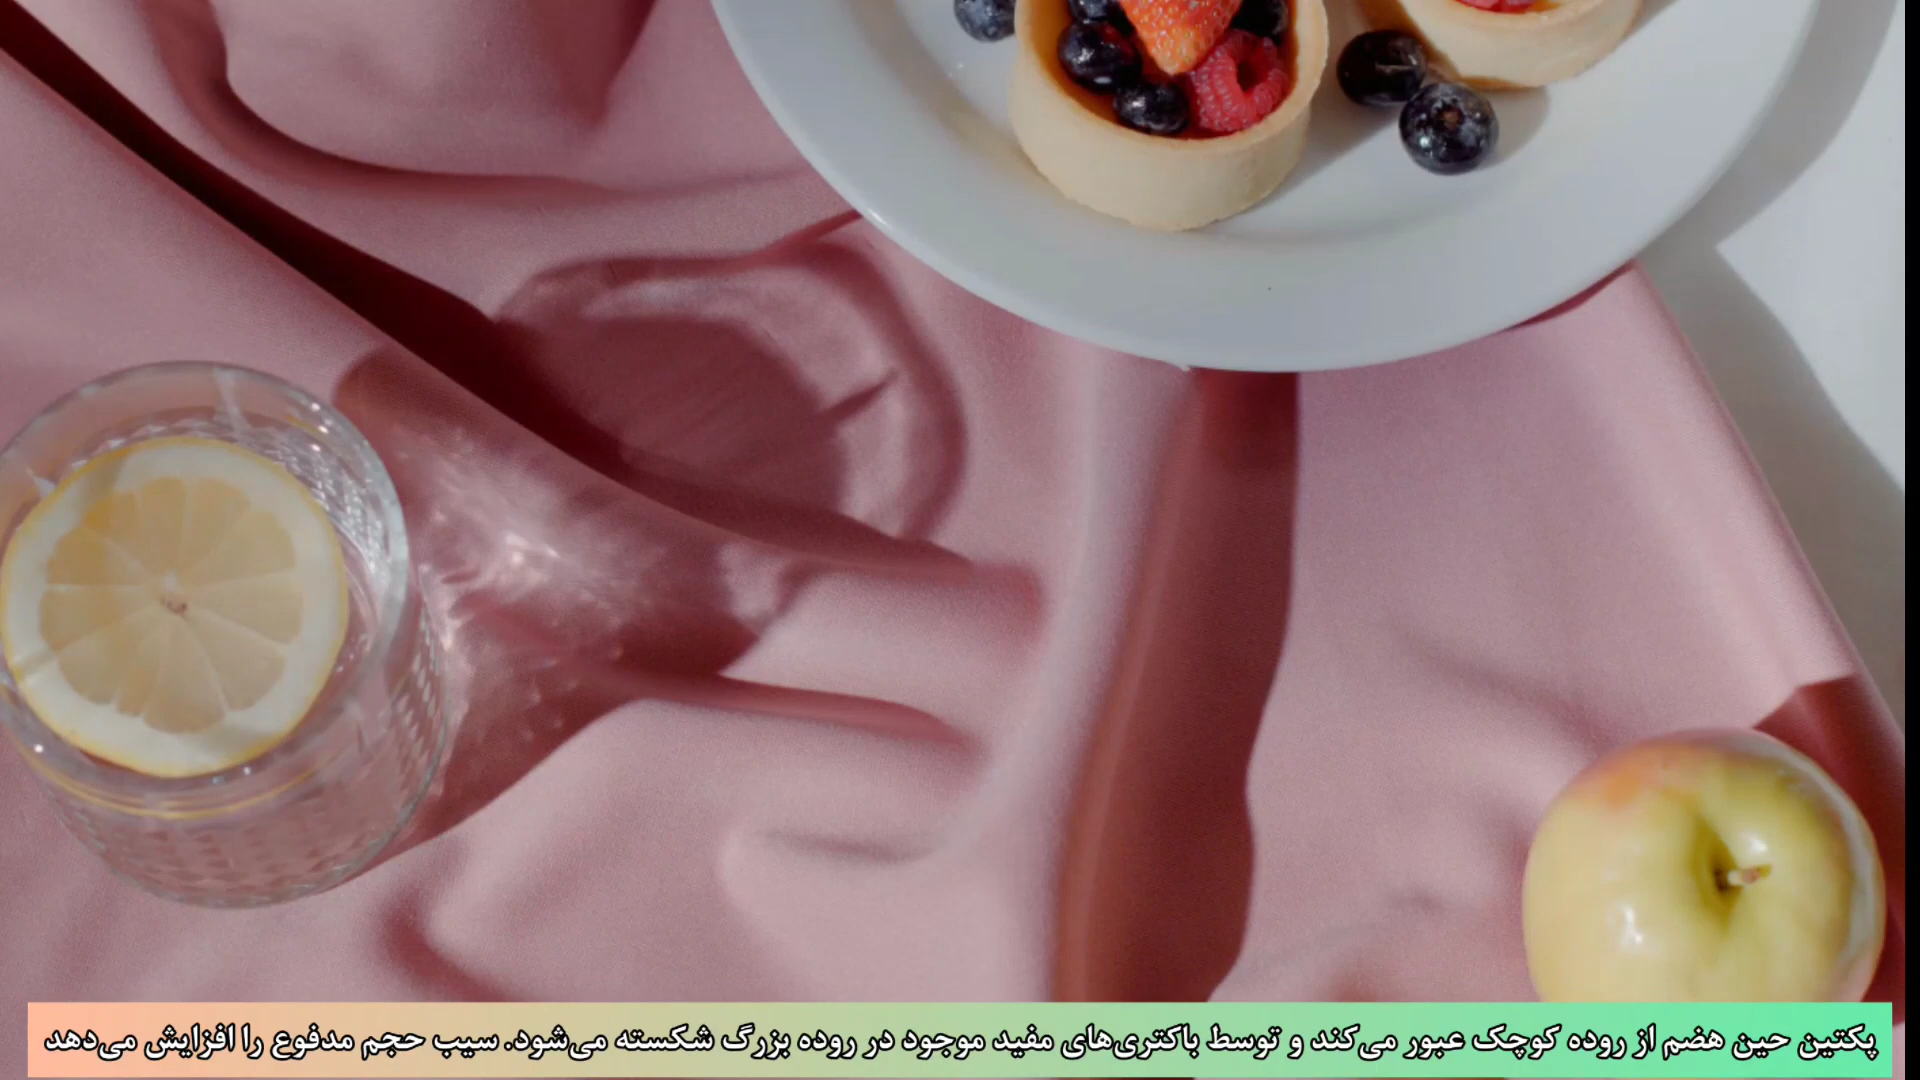 پکتین حین هضم از روده کوچک عبور می‌کند و توسط باکتری‌های مفید موجود در روده بزرگ شکسته می‌شود. سیب حجم مدفوع را افزایش می‌دهد